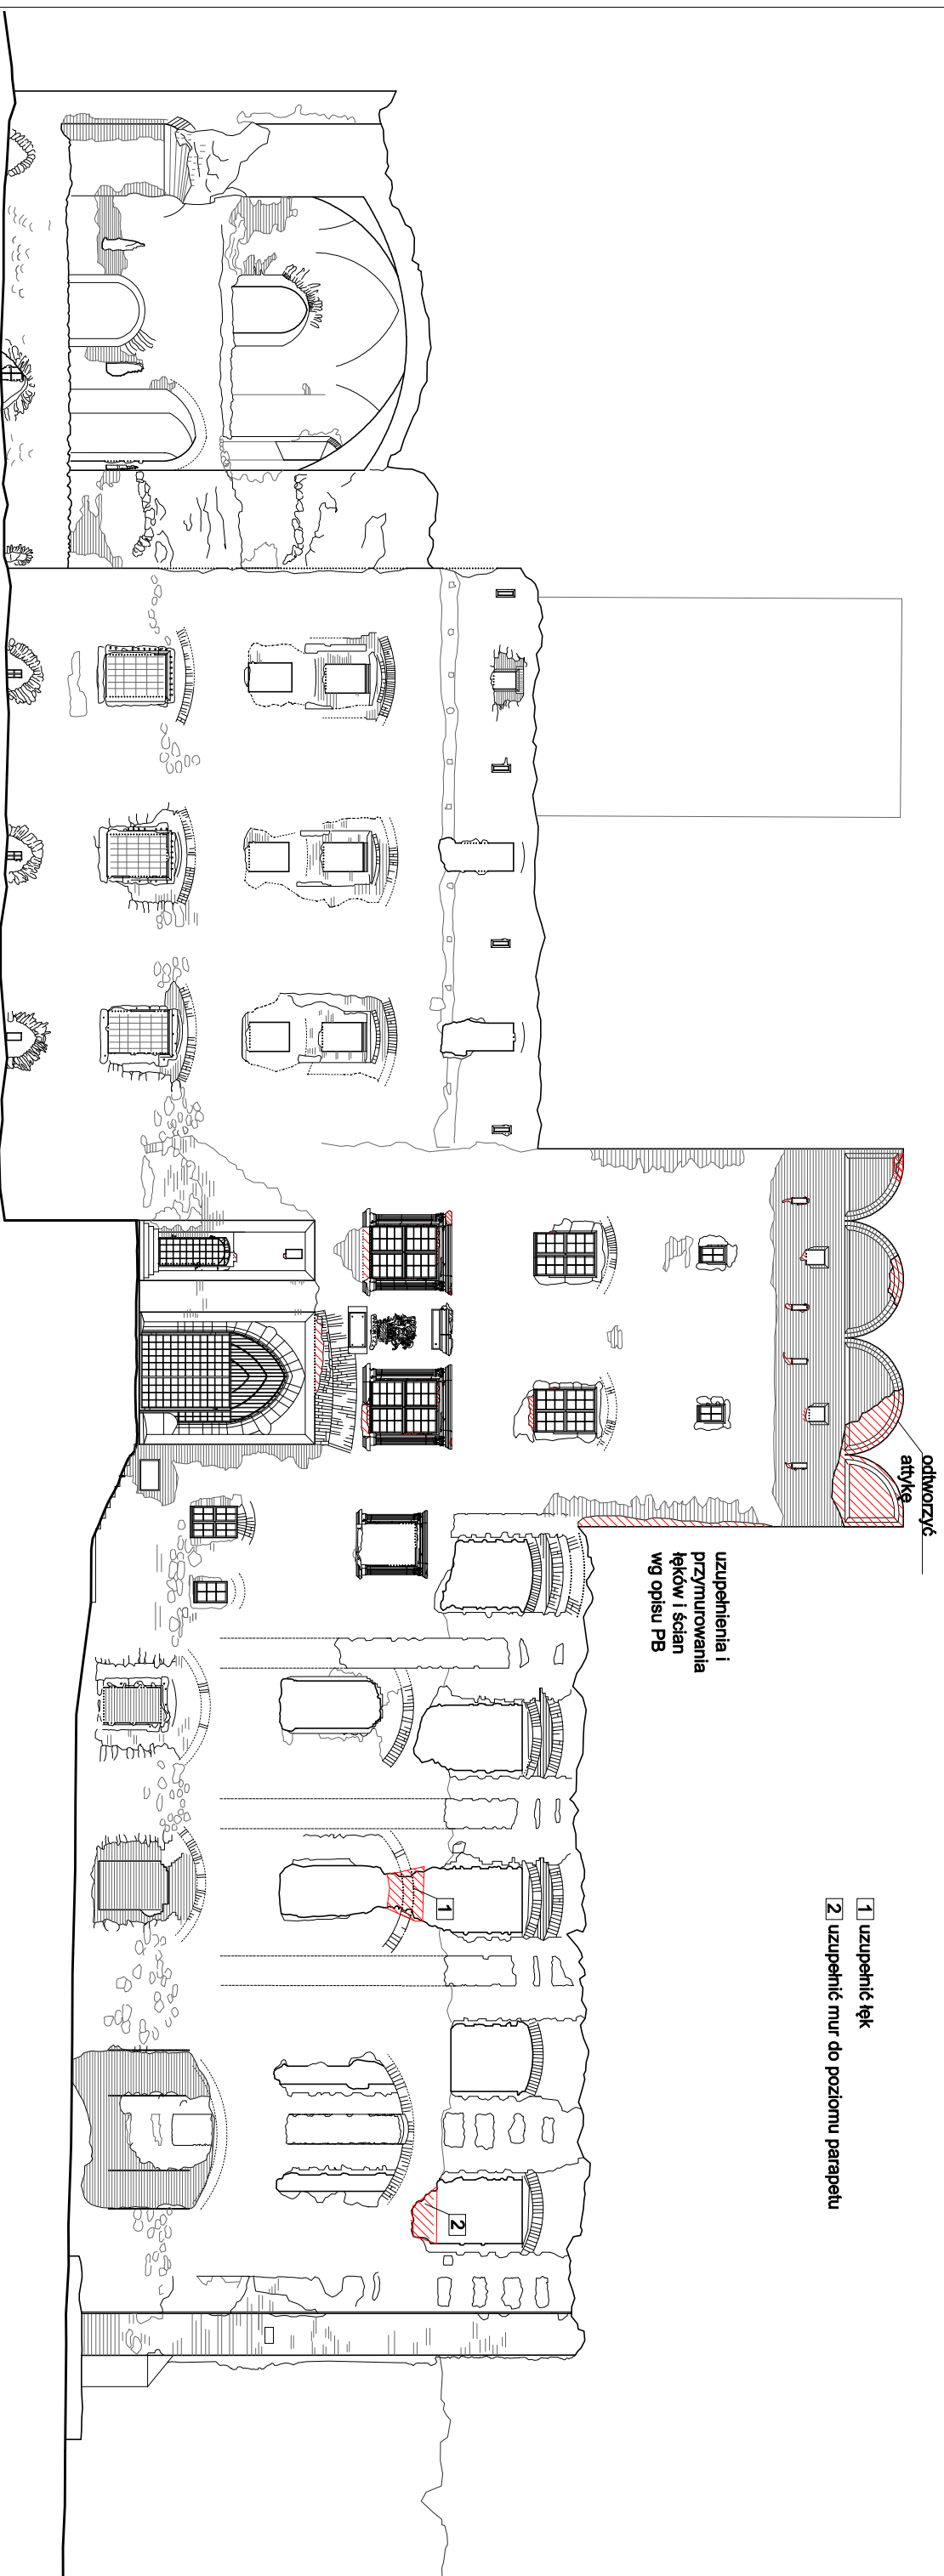 odtworzyć
attykę
uzupełnienia i
przymurowania
łęków i ścian
wg opisu PB
1 uzupełnić łęk
2 uzupełnić mur do poziomu parapetu
1
2